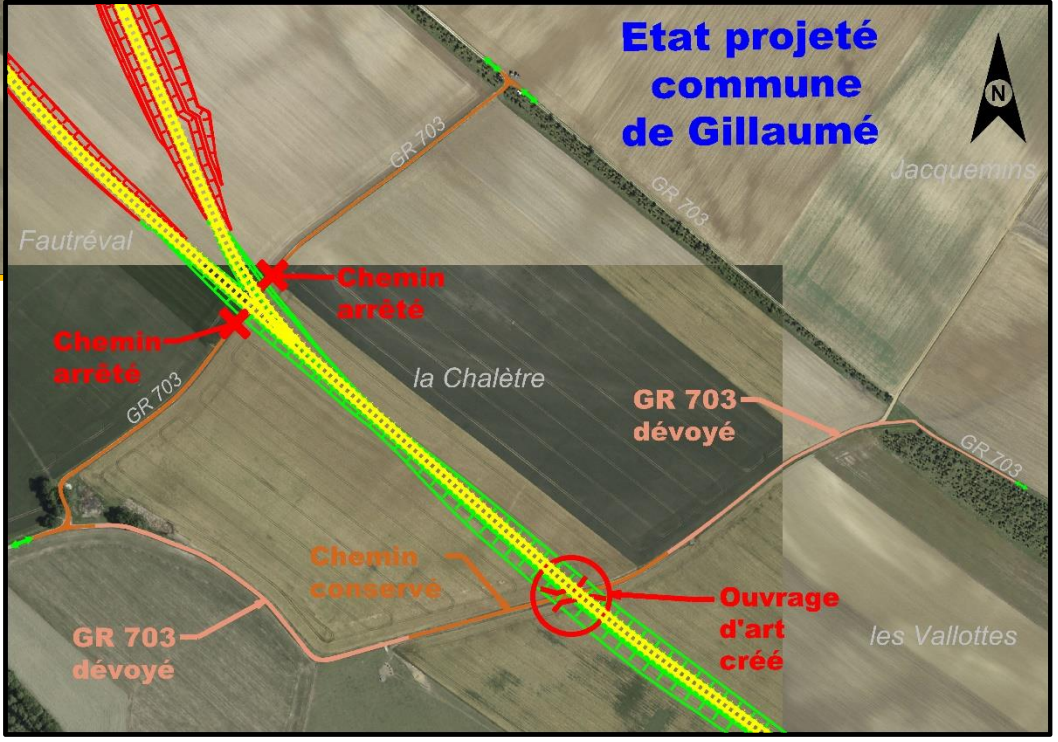 Etat projeté
commune
de Gillaumé
N
GR 703
Jacquemins
GR 703
Fautréval
Chemin
arrêté
Chemin
arrêté
la Chalètre
GR 703
GR 703
dévoyé
GR 703
Chemin
conservé
Ouvrage
d'art
créé
GR 703
dévoyé
les Vallottes